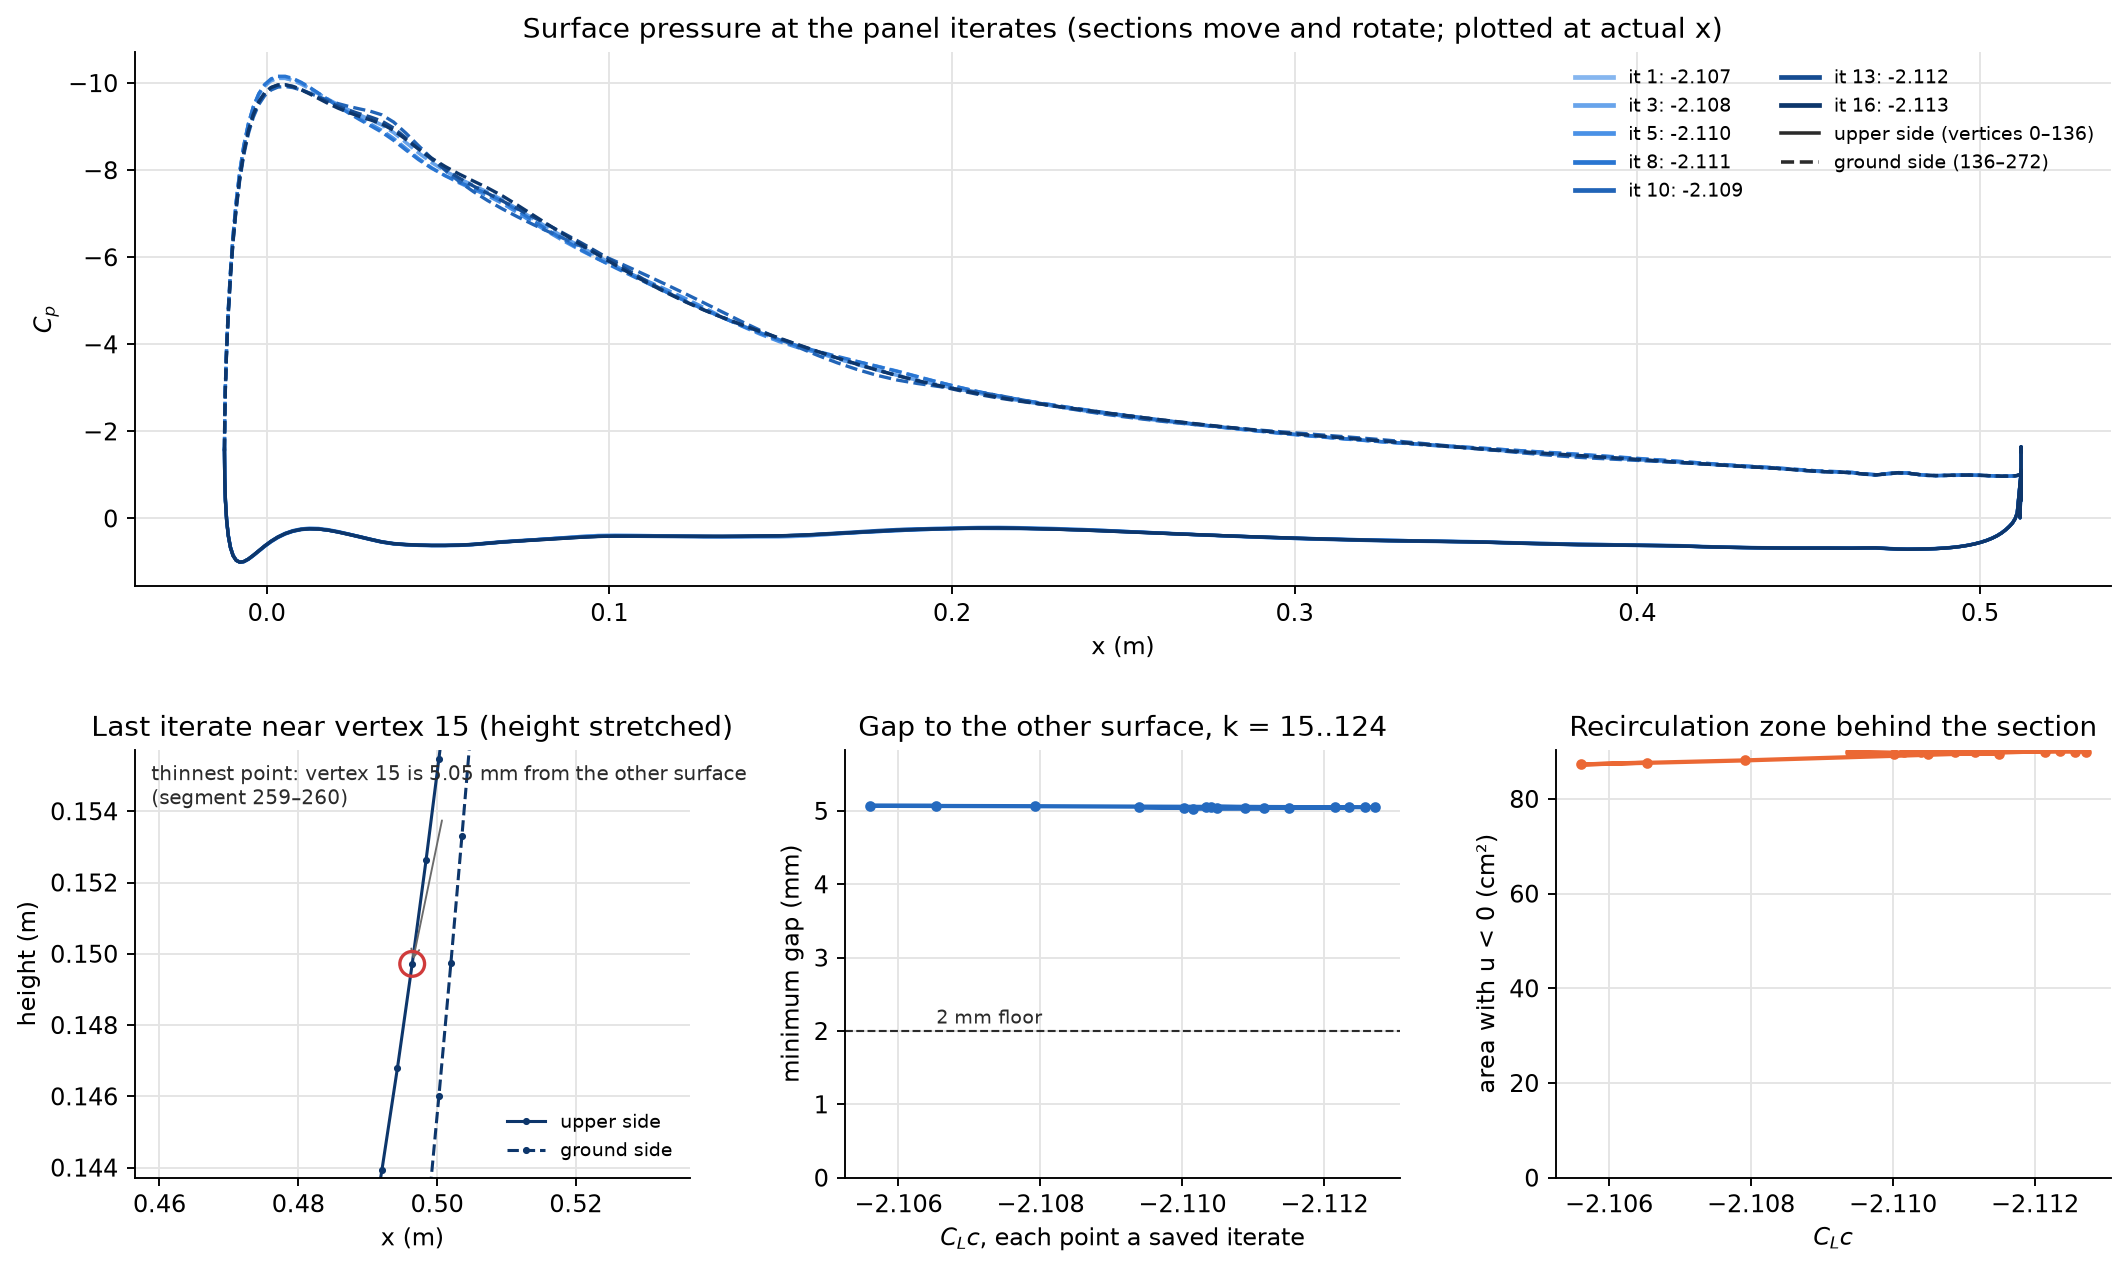 Surface pressure at the panel iterates (sections move and rotate; plotted at actual x)
−10
−8
−6
−4
−2
0
Cp
0.0
0.1
0.2
0.3
0.4
0.5
x (m)
it 1: -2.107
it 3: -2.108
it 5: -2.110
it 8: -2.111
it 10: -2.109
it 13: -2.112
it 16: -2.113
upper side (vertices 0–136)
ground side (136–272)
Last iterate near vertex 15 (height stretched)
thinnest point: vertex 15 is 5.05 mm from the other surface
(segment 259–260)
0.154
0.152
0.150
0.148
0.146
0.144
height (m)
upper side
ground side
0.46
0.48
0.50
0.52
x (m)
Gap to the other surface, k = 15..124
5
4
3
2
1
0
minimum gap (mm)
2 mm floor
−2.106
−2.108
−2.110
−2.112
CLc, each point a saved iterate
Recirculation zone behind the section
80
60
40
20
0
area with u < 0 (cm²)
−2.106
−2.108
−2.110
−2.112
CLc